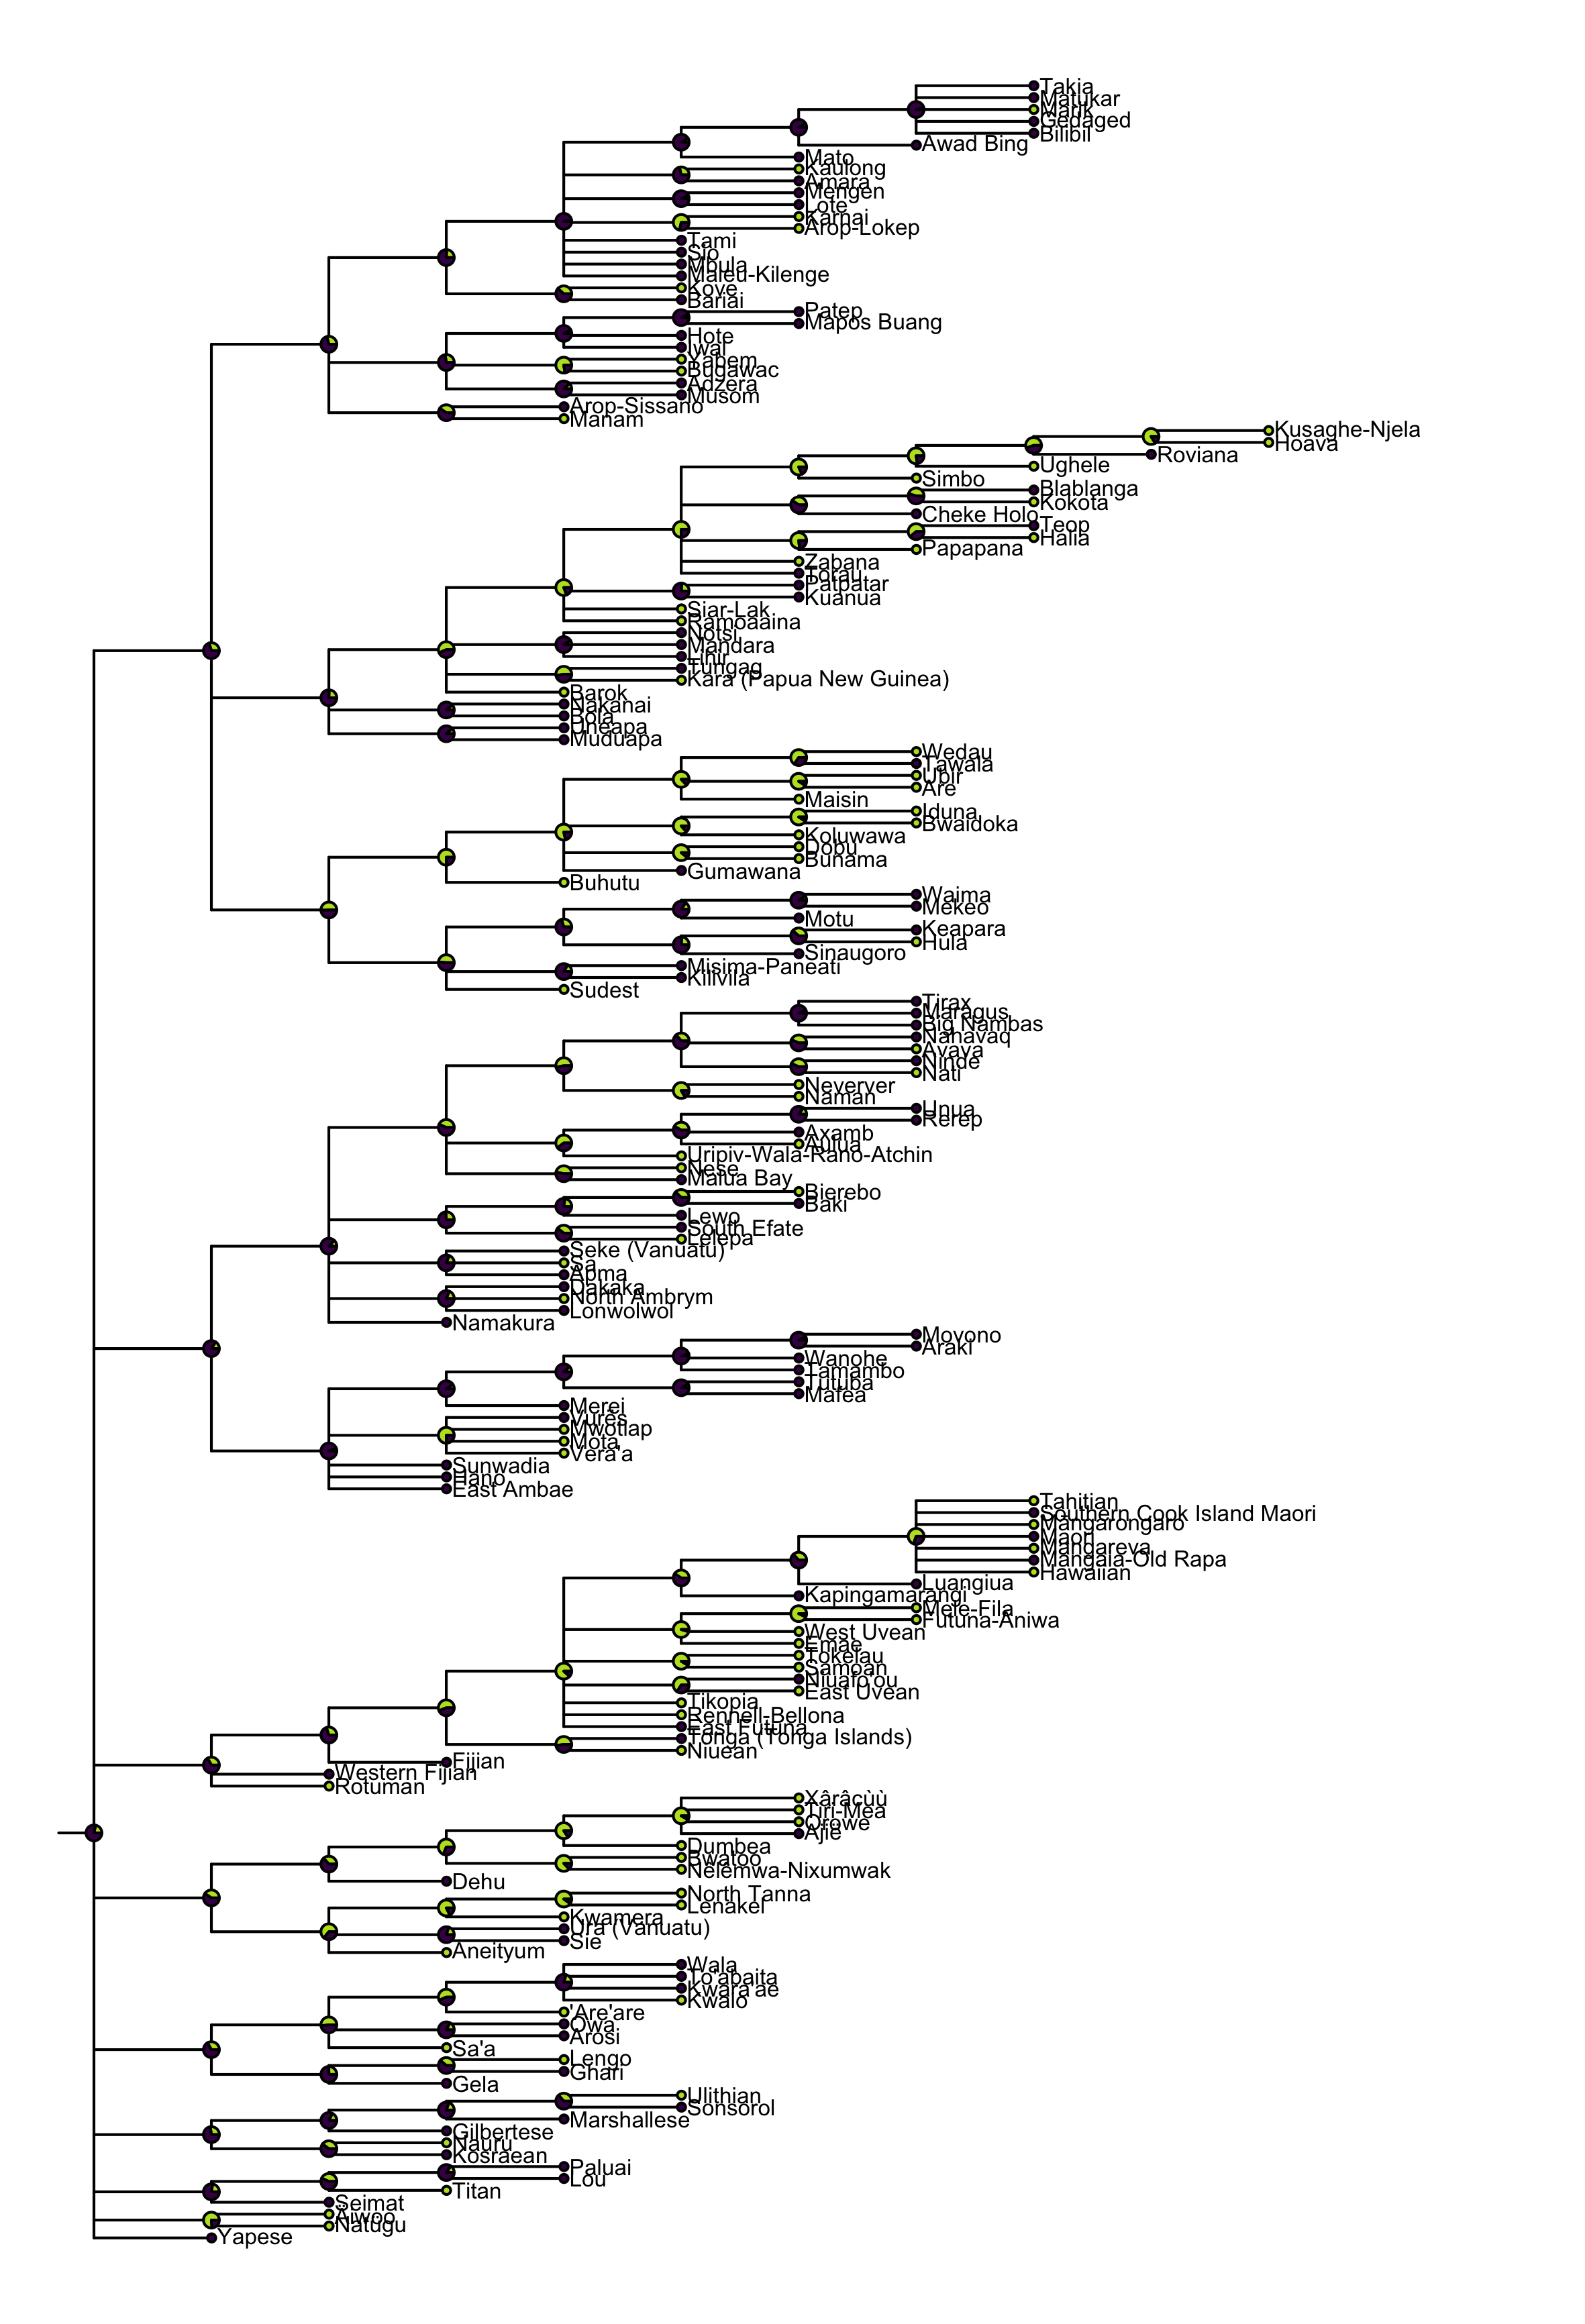 Takia
Matukar
Marik
Gedaged
Bilibil
Awad Bing
Mato
Kaulong
Amara
Mengen
Lote
Karnai
Arop-Lokep
Tami
Sio
Mbula
Maleu-Kilenge
Kove
Bariai
Patep
Mapos Buang
Hote
Iwal
Yabem
Bugawac
Adzera
Musom
Arop-Sissano
Manam
Kusaghe-Njela
Hoava
Roviana
Ughele
Simbo
Blablanga
Kokota
Cheke Holo
Teop
Halia
Papapana
Zabana
Torau
Patpatar
Kuanua
Siar-Lak
Ramoaaina
Notsi
Mandara
Lihir
Tungag
Kara (Papua New Guinea)
Barok
Nakanai
Bola
Uneapa
Muduapa
Wedau
Tawala
Ubir
Are
Maisin
Iduna
Bwaidoka
Koluwawa
Dobu
Bunama
Gumawana
Buhutu
Waima
Mekeo
Motu
Keapara
Hula
Sinaugoro
Misima-Paneati
Kilivila
Sudest
Tirax
Maragus
Big Nambas
Nahavaq
Avava
Ninde
Nati
Neverver
Naman
Unua
Rerep
Axamb
Aulua
Uripiv-Wala-Rano-Atchin
Nese
Malua Bay
Bierebo
Baki
Lewo
South Efate
Lelepa
Seke (Vanuatu)
Sa
Apma
Dakaka
North Ambrym
Lonwolwol
Namakura
Movono
Araki
Wanohe
Tamambo
Tutuba
Mafea
Merei
Vurës
Mwotlap
Mota
Vera'a
Sunwadia
Hano
East Ambae
Tahitian
Southern Cook Island Maori
Mangarongaro
Maori
Mangareva
Mangaia-Old Rapa
Hawaiian
Luangiua
Kapingamarangi
Mele-Fila
Futuna-Aniwa
West Uvean
Emae
Tokelau
Samoan
Niuafo'ou
East Uvean
Tikopia
Rennell-Bellona
East Futuna
Tonga (Tonga Islands)
Niuean
Fijian
Western Fijian
Rotuman
Xârâcùù
Tiri-Mea
Orowe
Ajië
Dumbea
Bwatoo
Nêlêmwa-Nixumwak
Dehu
North Tanna
Lenakel
Kwamera
Ura (Vanuatu)
Sie
Aneityum
Wala
To'abaita
Kwara'ae
Kwaio
'Are'are
Owa
Arosi
Sa'a
Lengo
Ghari
Gela
Ulithian
Sonsorol
Marshallese
Gilbertese
Nauru
Kosraean
Paluai
Lou
Titan
Seimat
Äiwoo
Natügu
Yapese